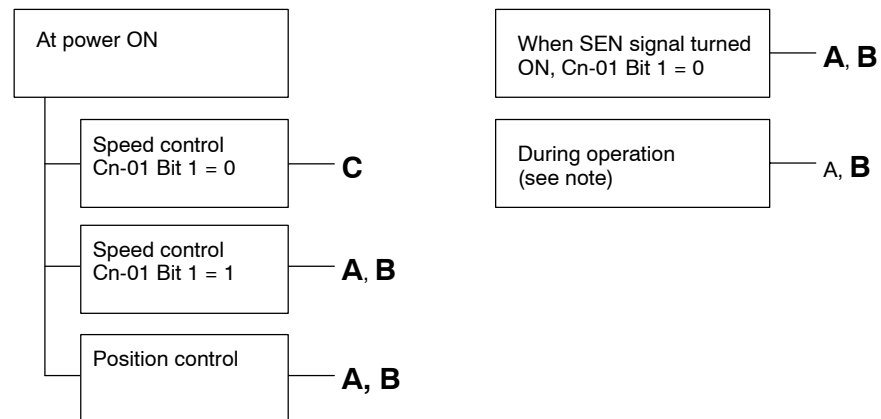 At power ON
Speed control
Cn-01 Bit 1 = 0
C
Speed control
Cn-01 Bit 1 = 1
A, B
Position control
A, B
When SEN signal turned
ON, Cn-01 Bit 1 = 0
A, B
During operation
(see note)
A, B